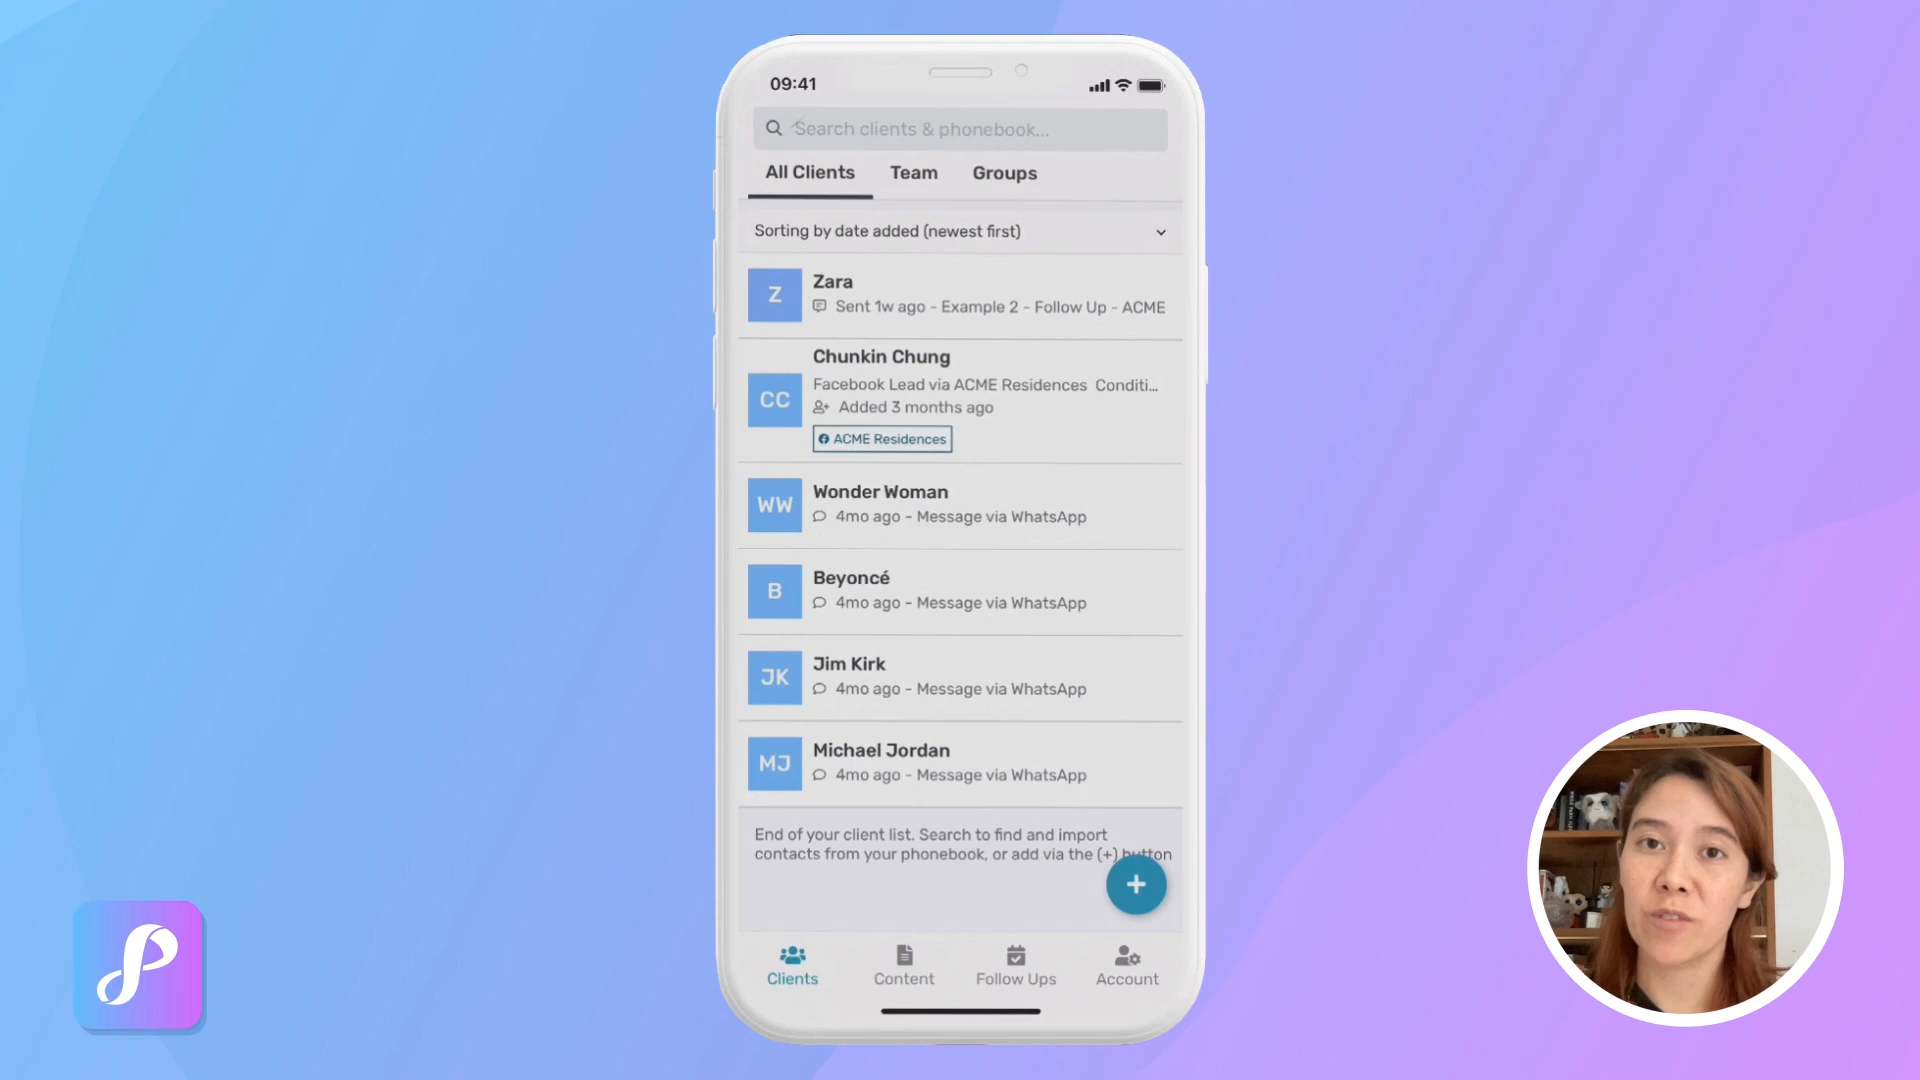 09:41
Search clients & phonebook...
All Clients Team Groups
Sorting by date added (newest first)
Z
Zara
Sent 1w ago - Example 2 - Follow Up - ACME
CC
Chunkin Chung
Facebook Lead via ACME Residences Conditi...
Added 3 months ago
ACME Residences
WW
Wonder Woman
4mo ago - Message via WhatsApp
B
Beyoncé
4mo ago - Message via WhatsApp
JK
Jim Kirk
4mo ago - Message via WhatsApp
MJ
Michael Jordan
4mo ago - Message via WhatsApp
End of your client list. Search to find and import
contacts from your phonebook, or add via the (+) button
+
Clients Content Follow Ups Account